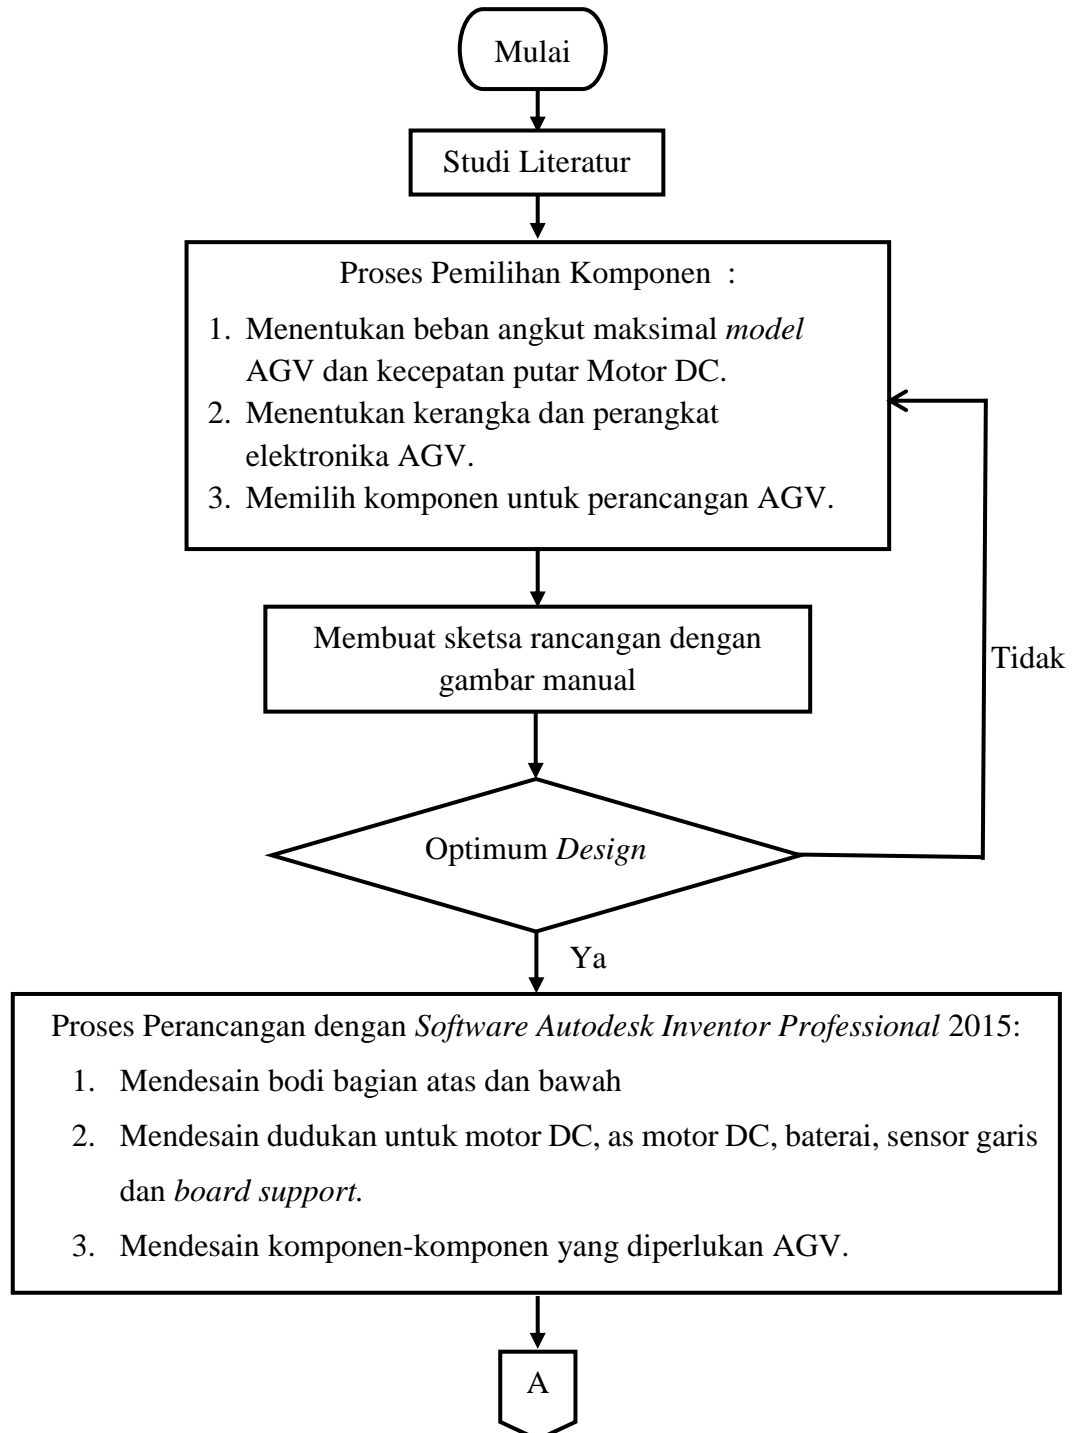 Mulai
Studi Literatur
Proses Pemilihan Komponen :
1. Menentukan beban angkut maksimal model
AGV dan kecepatan putar Motor DC.
2. Menentukan kerangka dan perangkat
elektronika AGV.
3. Memilih komponen untuk perancangan AGV.
Membuat sketsa rancangan dengan
gambar manual
Tidak
Optimum Design
Ya
Proses Perancangan dengan Software Autodesk Inventor Professional 2015:
1. Mendesain bodi bagian atas dan bawah
2. Mendesain dudukan untuk motor DC, as motor DC, baterai, sensor garis
dan board support.
3. Mendesain komponen-komponen yang diperlukan AGV.
A